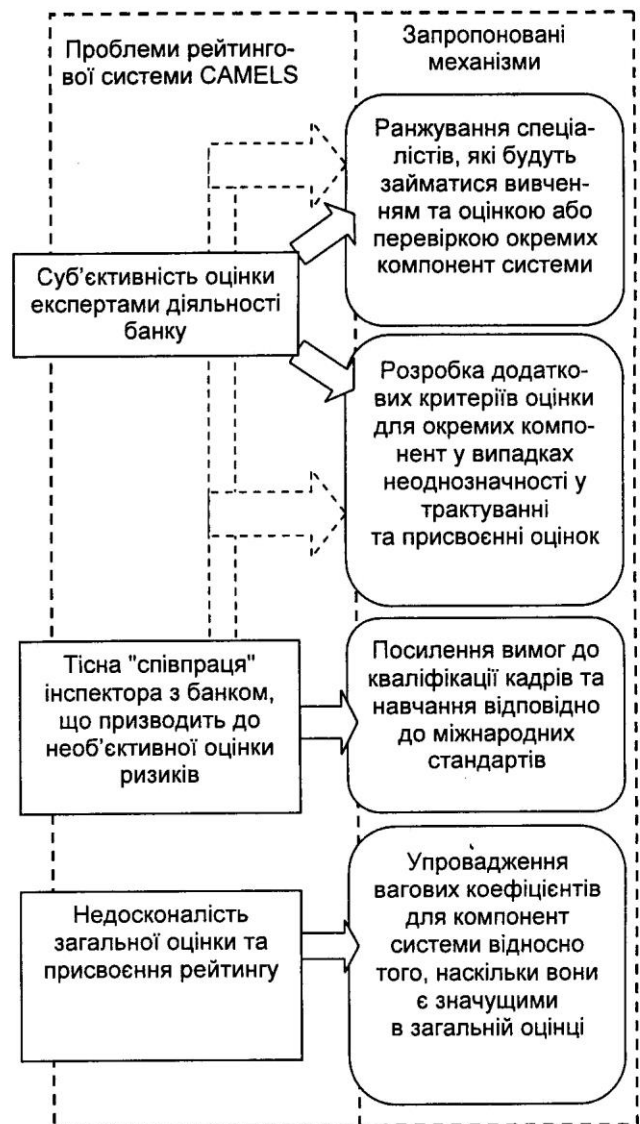 Проблеми рейтинго-
вої системи CAMELS
Запропоновані
механізми
Ранжування спеціа-
лістів, які будуть
займатися вивчен-
ням та оцінкою або
перевіркою окремих
компонент системи
Суб'єктивність оцінки
експертами діяльності
банку
Розробка додатко-
вих критеріїв оцінки
для окремих компо-
нент у випадках
неоднозначності у
трактуванні
та присвоєнні оцінок
Тісна "співпраця"
інспектора з банком,
що призводить до
необ'єктивної оцінки
ризиків
Посилення вимог до
кваліфікації кадрів та
навчання відповідно
до міжнародних
стандартів
Недосконалість
загальної оцінки та
присвоєння рейтингу
Упровадження
вагових коефіцієнтів
для компонент
системи відносно
того, наскільки вони
є значущими
в загальній оцінці